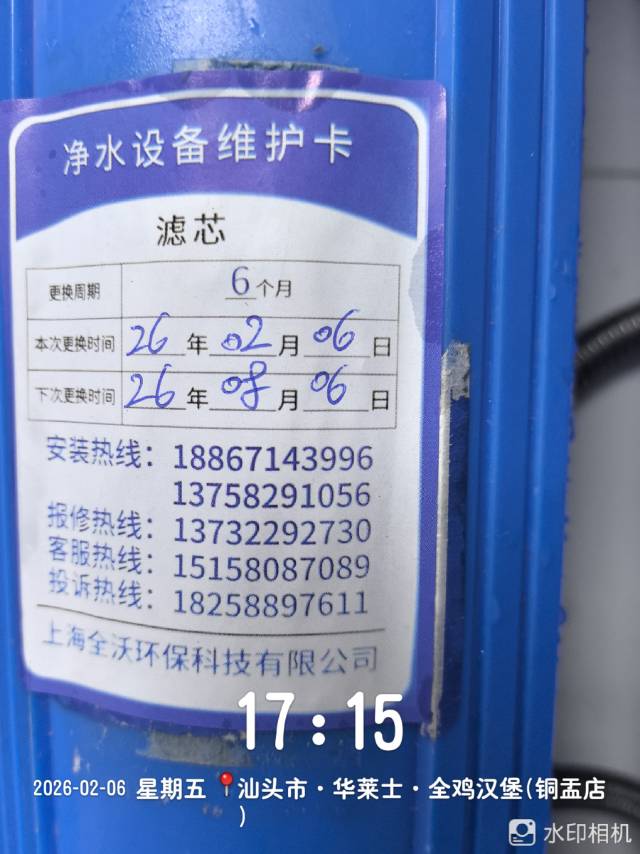 净水设备维护卡
滤芯
更换周期 6个月
本次更换时间 26年02月06日
下次更换时间 26年08月06日
安装热线：18867143996
13758291056
报修热线：13732292730
客服热线：15158087089
投诉热线：18258897611
上海全沃环保科技有限公司
17:15
2026-02-06 星期五 汕头市·华莱士·全鸡汉堡(铜盂店
)
水印相机